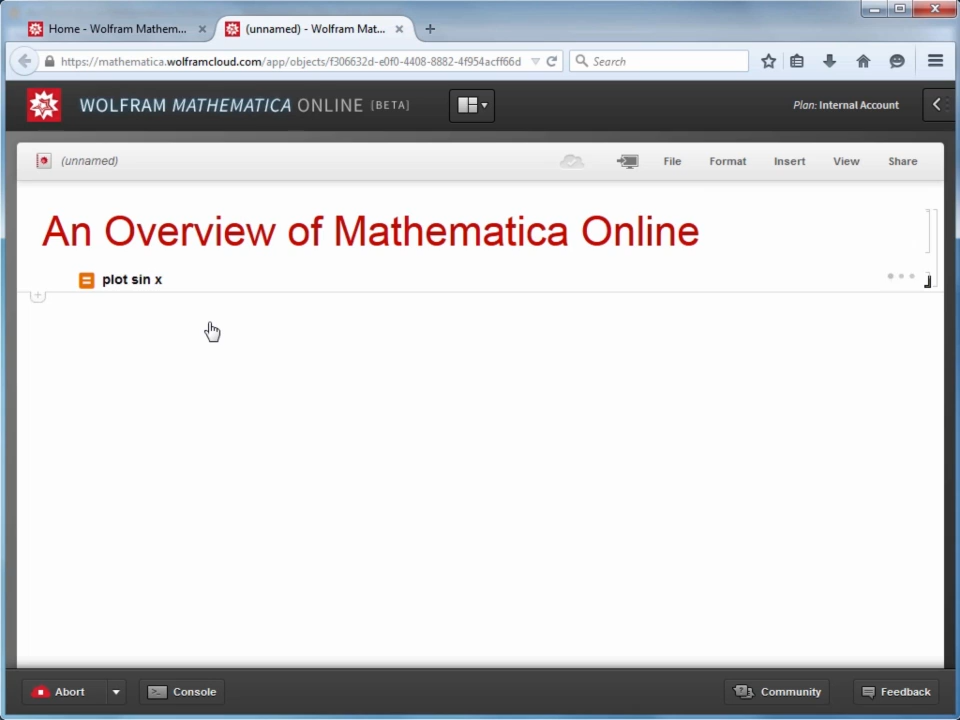 Home - Wolfram Mathem...
(unnamed) - Wolfram Mat...
https://mathematica.wolframcloud.com/app/objects/f306632d-e0f0-4408-8882-4f954acff66d
Search
WOLFRAM MATHEMATICA ONLINE [BETA]
Plan: Internal Account
(unnamed)
File Format Insert View Share
An Overview of Mathematica Online
= plot sin x
Abort Console Community Feedback